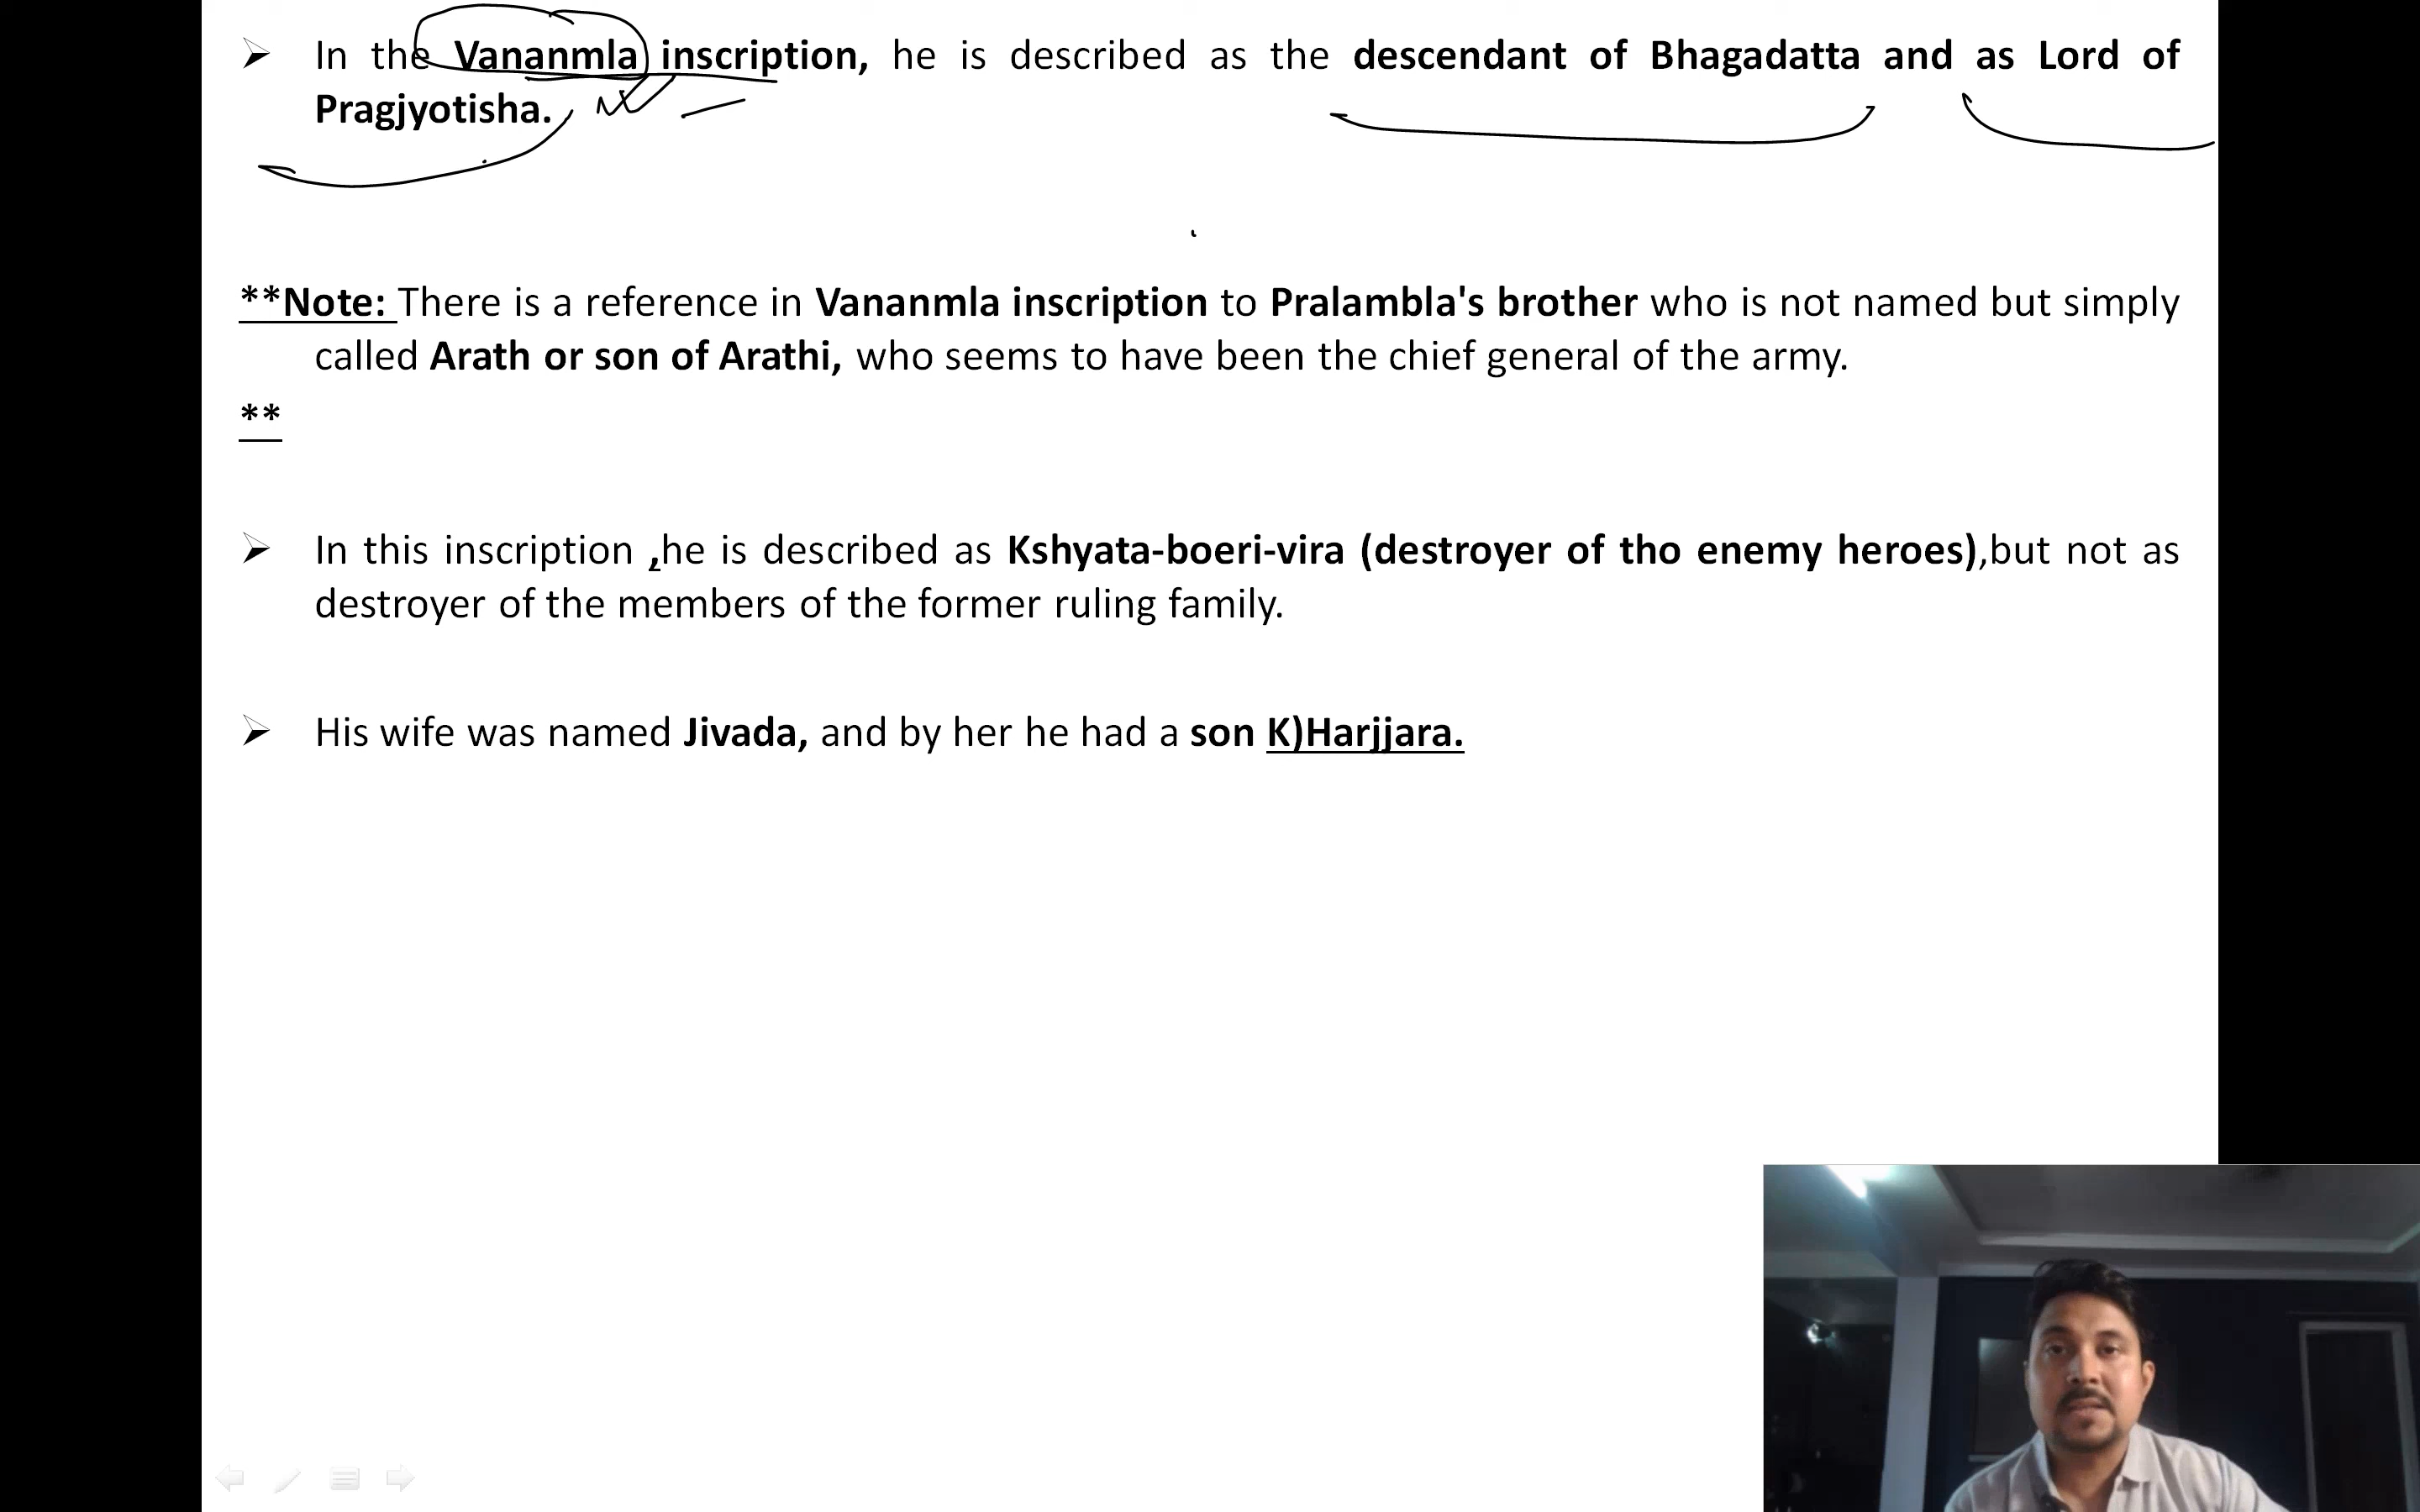 ➢ In the Vananmla inscription, he is described as the descendant of Bhagadatta and as Lord of
Pragjyotisha.
**Note: There is a reference in Vananmla inscription to Pralambla's brother who is not named but simply
called Arath or son of Arathi, who seems to have been the chief general of the army.
**
➢ In this inscription ,he is described as Kshyata-boeri-vira (destroyer of tho enemy heroes),but not as
destroyer of the members of the former ruling family.
➢ His wife was named Jivada, and by her he had a son K)Harjjara.